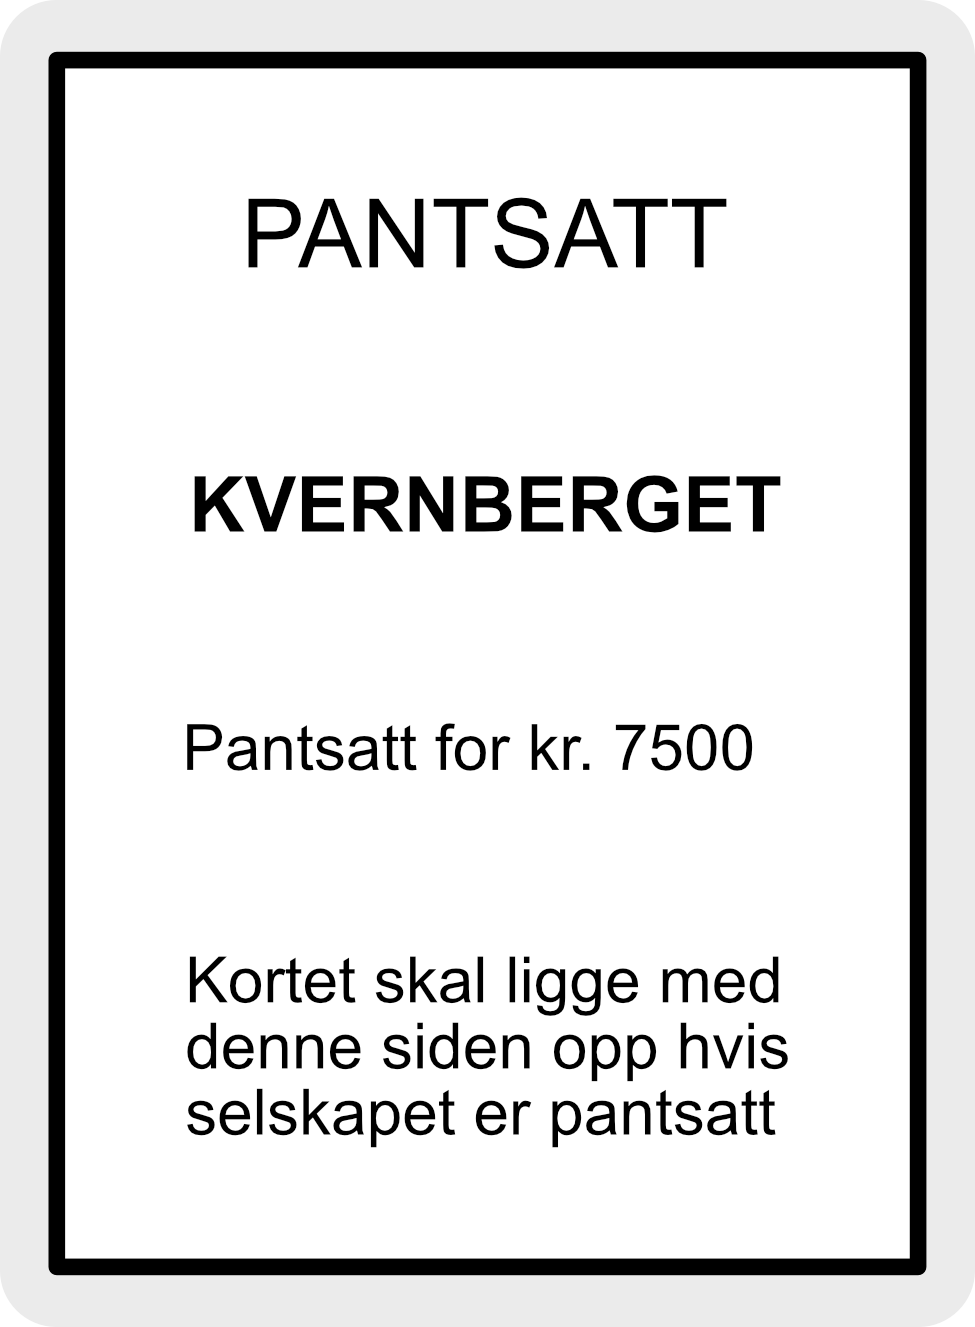 PANTSATT
KVERNBERGET
Pantsatt for kr. 7500
Kortet skal ligge med
denne siden opp hvis
selskapet er pantsatt